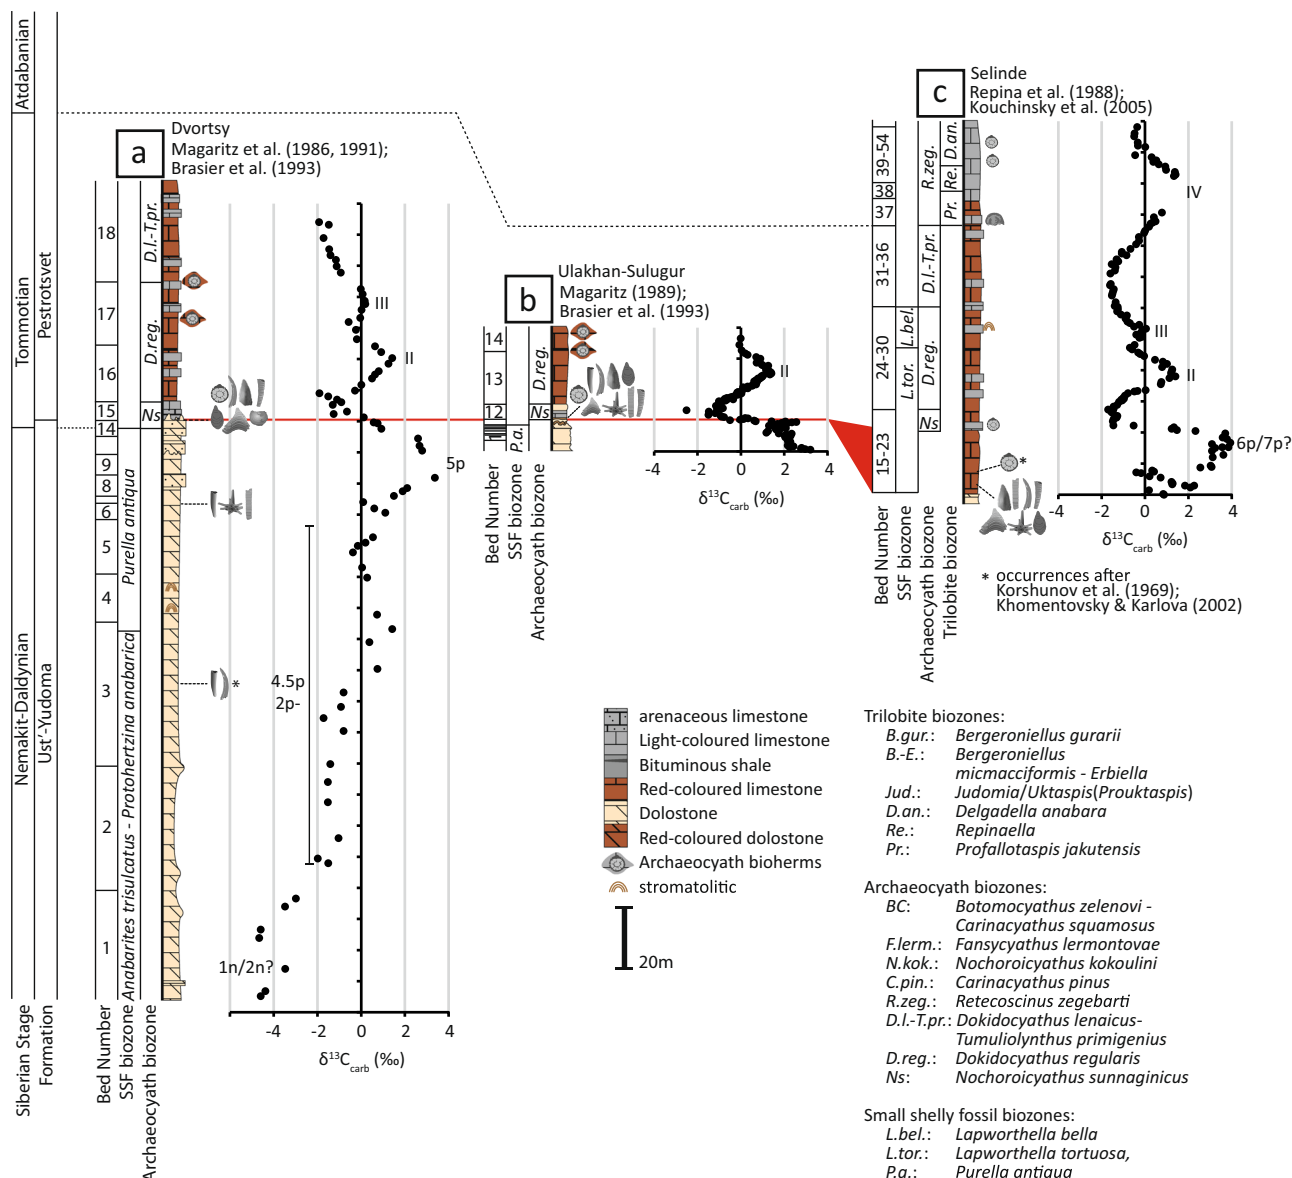 Atdabanian
Tommotian
Nemakit-Daldynian
Siberian Stage
Pestrotsvet
Ust′-Yudoma
Formation
a
Dvortsy
Magaritz et al. (1986, 1991);
Brasier et al. (1993)
18
17
16
15
14
9
8
6
5
4
3
2
1
Bed Number
Purella antiqua
Anabarites trisulcatus - Protohertzina anabarica
SSF biozone
D.l.-T.pr.
D.reg.
Ns
Archaeocyath biozone
*
III
II
5p
4.5p
2p-
1n/2n?
-4 -2 0 2 4
δ¹³Ccarb (‰)
b
Ulakhan-Sulugur
Magaritz (1989);
Brasier et al. (1993)
14
13
12
Bed Number
P.a.
SSF biozone
D.reg.
Ns
Archaeocyath biozone
II
-4 -2 0 2 4
δ¹³Ccarb (‰)
c
Selinde
Repina et al. (1988);
Kouchinsky et al. (2005)
39-54
38
37
31-36
24-30
15-23
Bed Number
L.bel.
L.tor.
SSF biozone
R.zeg.
D.l.-T.pr.
D.reg.
Ns
Archaeocyath biozone
D.an.
Re.
Pr.
Trilobite biozone
*
IV
III
II
6p/7p?
-4 -2 0 2 4
δ¹³Ccarb (‰)
* occurrences after
Korshunov et al. (1969);
Khomentovsky & Karlova (2002)
arenaceous limestone
Light-coloured limestone
Bituminous shale
Red-coloured limestone
Dolostone
Red-coloured dolostone
Archaeocyath bioherms
stromatolitic
20m
Trilobite biozones:
B.gur.: Bergeroniellus gurarii
B.-E.: Bergeroniellus
micmacciformis - Erbiella
Jud.: Judomia/Uktaspis(Prouktaspis)
D.an.: Delgadella anabara
Re.: Repinaella
Pr.: Profallotaspis jakutensis
Archaeocyath biozones:
BC: Botomocyathus zelenovi -
Carinacyathus squamosus
F.lerm.: Fansycyathus lermontovae
N.kok.: Nochoroicyathus kokoulini
C.pin.: Carinacyathus pinus
R.zeg.: Retecoscinus zegebarti
D.l.-T.pr.: Dokidocyathus lenaicus-
Tumuliolynthus primigenius
D.reg.: Dokidocyathus regularis
Ns: Nochoroicyathus sunnaginicus
Small shelly fossil biozones:
L.bel.: Lapworthella bella
L.tor.: Lapworthella tortuosa,
P.a.: Purella antiqua